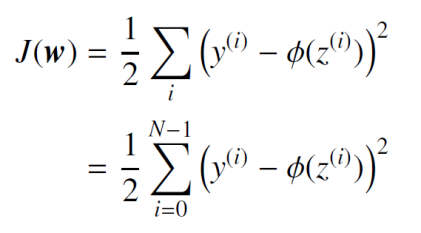 J(w) = 1/2 ∑_i (y^(i) − ϕ(z^(i)))^2
= 1/2 ∑_{i=0}^{N−1} (y^(i) − ϕ(z^(i)))^2